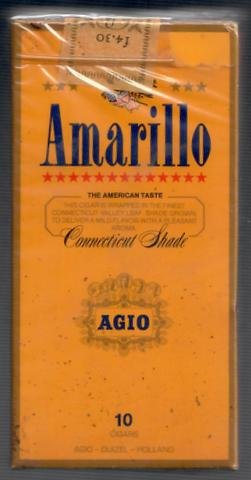 f4.30
Amarillo
THE AMERICAN TASTE
THIS CIGAR IS WRAPPED IN THE FINEST
CONNECTICUT VALLEY LEAF. SHADE GROWN,
TO DELIVER A MILD FLAVOR WITH A PLEASANT
AROMA.
Connecticut Shade
AGIO
10
CIGARS
AGIO - DUIZEL - HOLLAND